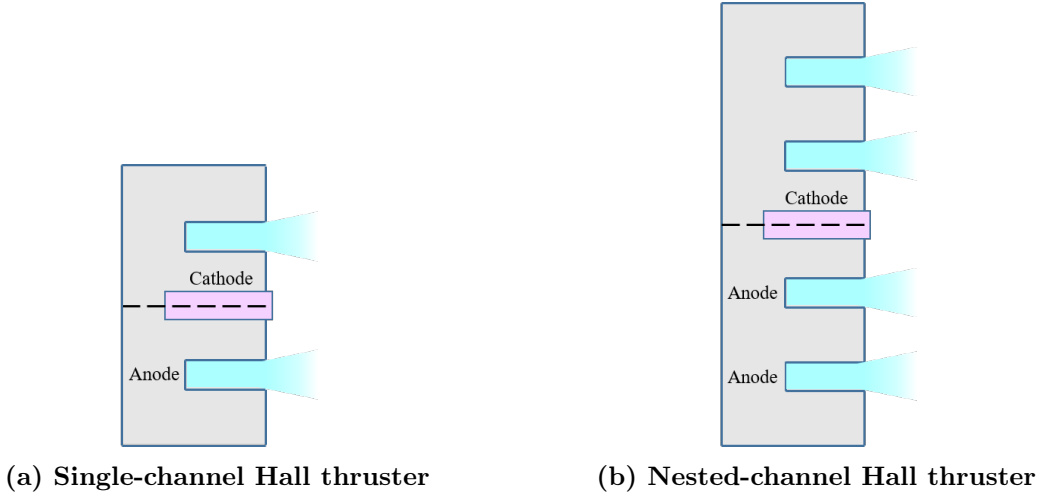 Cathode
Anode
(a) Single-channel Hall thruster
Cathode
Anode
Anode
(b) Nested-channel Hall thruster